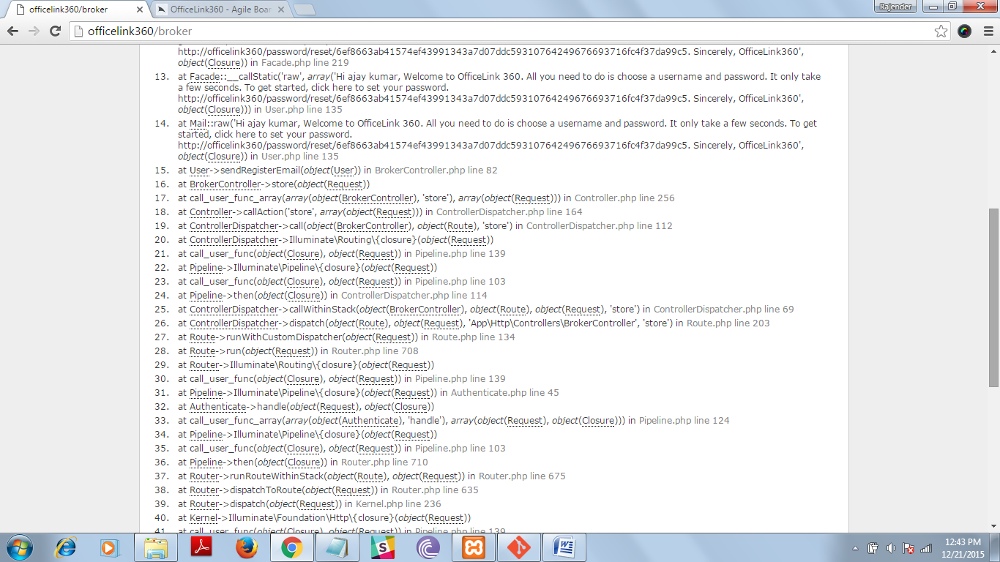 officelink360/broker
OfficeLink360 - Agile Boar
Rajender
officelink360/broker
http://officelink360/password/reset/6ef8663ab41574ef43991343a7d07ddc59310764249676693716fc4f37da99c5. Sincerely, OfficeLink360',
object(Closure)) in Facade.php line 219
13. at Facade::__callStatic('raw', array('Hi ajay kumar, Welcome to OfficeLink 360. All you need to do is choose a username and password. It only take
a few seconds. To get started, click here to set your password.
http://officelink360/password/reset/6ef8663ab41574ef43991343a7d07ddc59310764249676693716fc4f37da99c5. Sincerely, OfficeLink360',
object(Closure))) in User.php line 135
14. at Mail::raw('Hi ajay kumar, Welcome to OfficeLink 360. All you need to do is choose a username and password. It only take a few seconds. To get
started, click here to set your password.
http://officelink360/password/reset/6ef8663ab41574ef43991343a7d07ddc59310764249676693716fc4f37da99c5. Sincerely, OfficeLink360',
object(Closure)) in User.php line 135
15. at User->sendRegisterEmail(object(User)) in BrokerController.php line 82
16. at BrokerController->store(object(Request))
17. at call_user_func_array(array(object(BrokerController), 'store'), array(object(Request))) in Controller.php line 256
18. at Controller->callAction('store', array(object(Request))) in ControllerDispatcher.php line 164
19. at ControllerDispatcher->call(object(BrokerController), object(Route), 'store') in ControllerDispatcher.php line 112
20. at ControllerDispatcher->Illuminate\Routing\{closure}(object(Request))
21. at call_user_func(object(Closure), object(Request)) in Pipeline.php line 139
22. at Pipeline->Illuminate\Pipeline\{closure}(object(Request))
23. at call_user_func(object(Closure), object(Request)) in Pipeline.php line 103
24. at Pipeline->then(object(Closure)) in ControllerDispatcher.php line 114
25. at ControllerDispatcher->callWithinStack(object(BrokerController), object(Route), object(Request), 'store') in ControllerDispatcher.php line 69
26. at ControllerDispatcher->dispatch(object(Route), object(Request), 'App\Http\Controllers\BrokerController', 'store') in Route.php line 203
27. at Route->runWithCustomDispatcher(object(Request)) in Route.php line 134
28. at Route->run(object(Request)) in Router.php line 708
29. at Router->Illuminate\Routing\{closure}(object(Request))
30. at call_user_func(object(Closure), object(Request)) in Pipeline.php line 139
31. at Pipeline->Illuminate\Pipeline\{closure}(object(Request)) in Authenticate.php line 45
32. at Authenticate->handle(object(Request), object(Closure))
33. at call_user_func_array(array(object(Authenticate), 'handle'), array(object(Request), object(Closure))) in Pipeline.php line 124
34. at Pipeline->Illuminate\Pipeline\{closure}(object(Request))
35. at call_user_func(object(Closure), object(Request)) in Pipeline.php line 103
36. at Pipeline->then(object(Closure)) in Router.php line 710
37. at Router->runRouteWithinStack(object(Route), object(Request)) in Router.php line 675
38. at Router->dispatchToRoute(object(Request)) in Router.php line 635
39. at Router->dispatch(object(Request)) in Kernel.php line 236
40. at Kernel->Illuminate\Foundation\Http\{closure}(object(Request))
41. at call_user_func(object(Closure), object(Request)) in Pipeline.php line 139
12:43 PM
12/21/2015